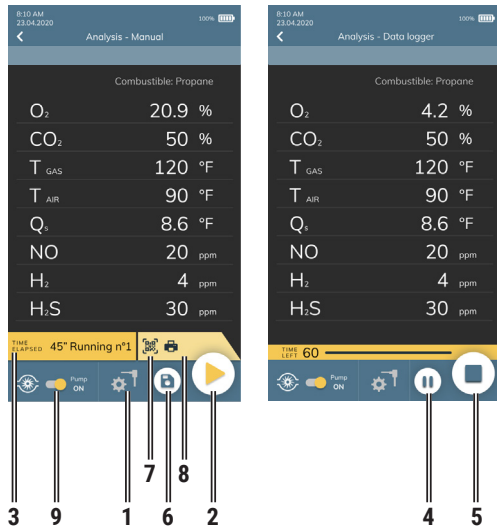 8:10 AM
23.04.2020
100%
Analysis - Manual
Combustible: Propane
O₂ 20.9 %
CO₂ 50 %
T GAS 120 °F
T AIR 90 °F
Qₛ 8.6 °F
NO 20 ppm
H₂ 4 ppm
H₂S 30 ppm
TIME ELAPSED 45" Running n°1
Pump ON
3 9 1 7 6 8 2
8:10 AM
23.04.2020
100%
Analysis - Data logger
Combustible: Propane
O₂ 4.2 %
CO₂ 50 %
T GAS 120 °F
T AIR 90 °F
Qₛ 8.6 °F
NO 20 ppm
H₂ 4 ppm
H₂S 30 ppm
TIME LEFT 60
Pump ON
4 5